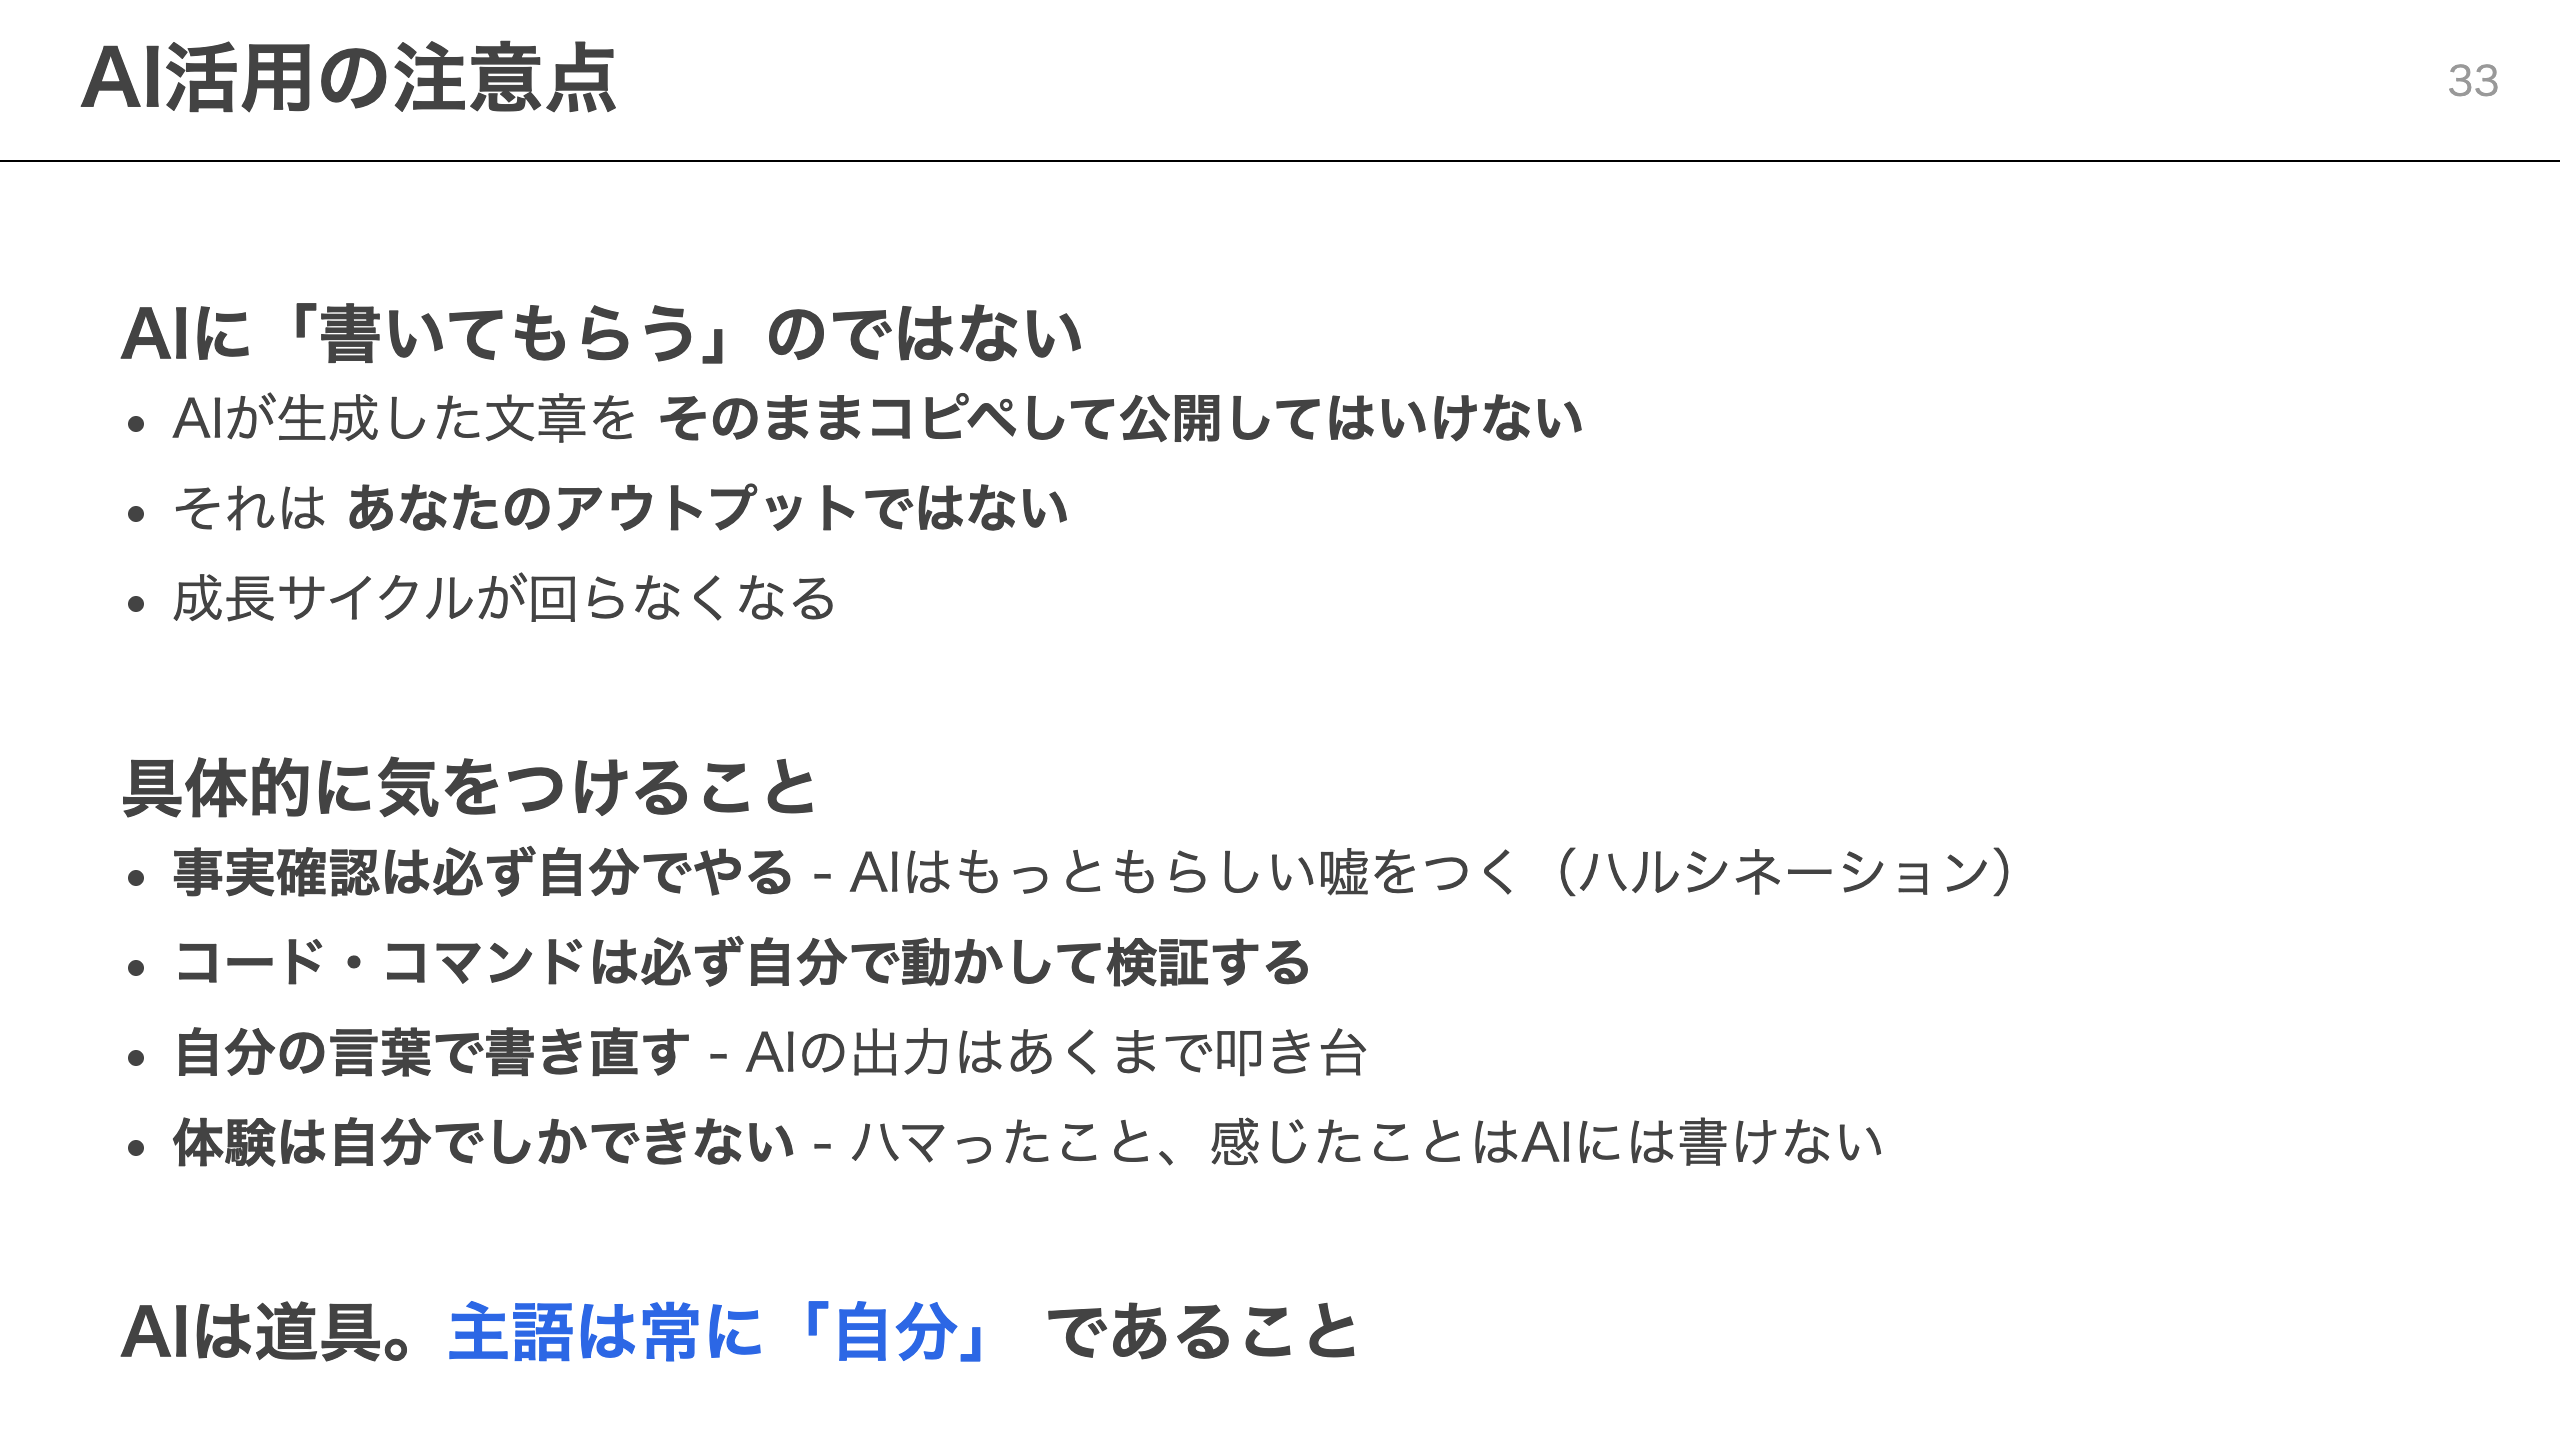 AI活用の注意点
33
AIに「書いてもらう」のではない
• AIが生成した文章を そのままコピペして公開してはいけない
• それは あなたのアウトプットではない
• 成長サイクルが回らなくなる
具体的に気をつけること
• 事実確認は必ず自分でやる - AIはもっともらしい嘘をつく（ハルシネーション）
• コード・コマンドは必ず自分で動かして検証する
• 自分の言葉で書き直す - AIの出力はあくまで叩き台
• 体験は自分でしかできない - ハマったこと、感じたことはAIには書けない
AIは道具。主語は常に「自分」 であること